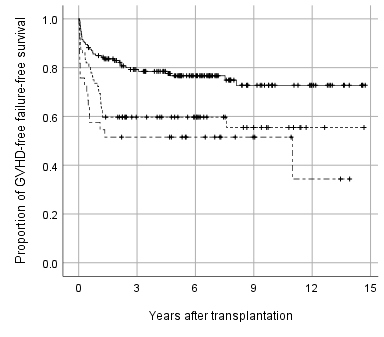 Proportion of GVHD-free failure-free survival
1.0
0.8
0.6
0.4
0.2
0.0
0 3 6 9 12 15
Years after transplantation